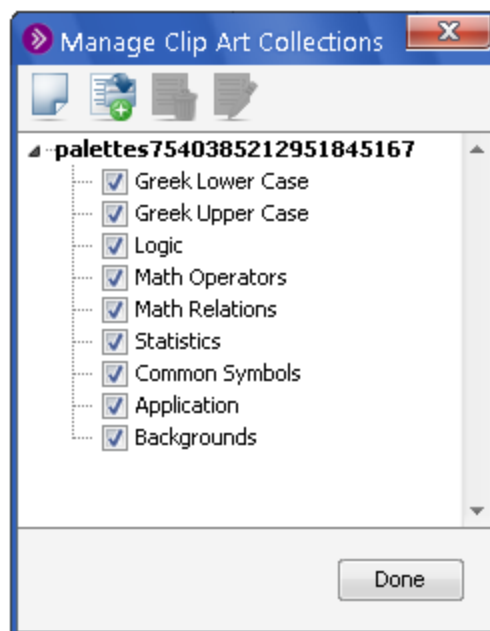 Manage Clip Art Collections
palettes7540385212951845167
Greek Lower Case
Greek Upper Case
Logic
Math Operators
Math Relations
Statistics
Common Symbols
Application
Backgrounds
Done